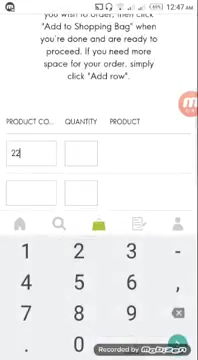 12:47 AM
you wish to order, then click
"Add to Shopping Bag" when
you're done and are ready to
proceed. If you need more
space for your order, simply
click "Add row".
PRODUCT CO... QUANTITY PRODUCT
22
1 2 3 -
4 5 6 ,
7 8 9
. 0
Recorded by Mobizen